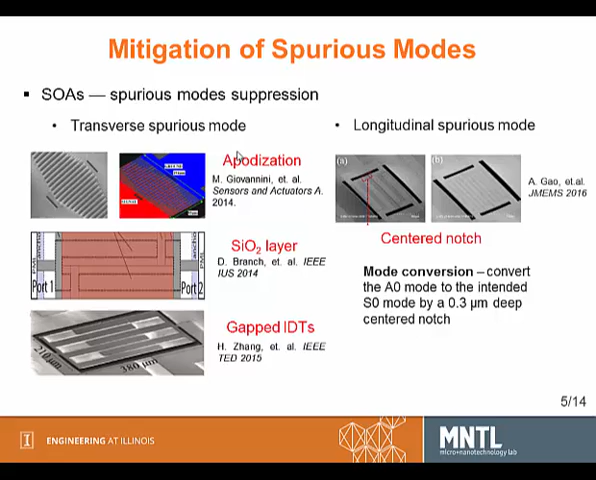 Mitigation of Spurious Modes
▪ SOAs — spurious modes suppression
• Transverse spurious mode
Apodization
M. Giovannini, et. al.
Sensors and Actuators A.
2014.
SiO₂ layer
D. Branch, et. al. IEEE
IUS 2014
Port 1
Port 2
Gapped IDTs
H. Zhang, et. al. IEEE
TED 2015
210 μm
380 μm
• Longitudinal spurious mode
(a)
(b)
A. Gao, et.al.
JMEMS 2016
Centered notch
Mode conversion – convert
the A0 mode to the intended
S0 mode by a 0.3 μm deep
centered notch
5/14
I
ENGINEERING AT ILLINOIS
MNTL
micro+nanotechnology lab